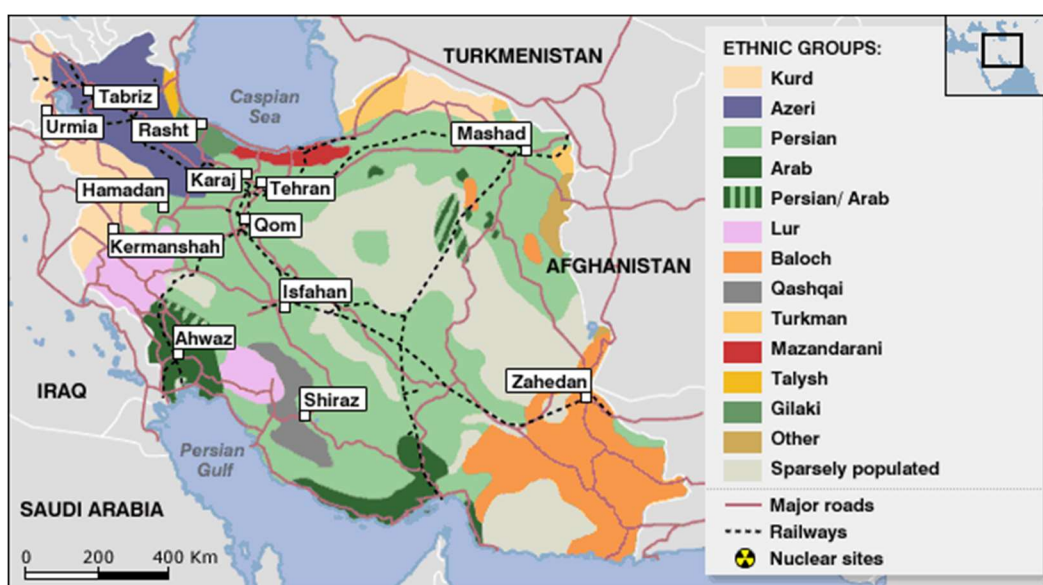 TURKMENISTAN
Caspian
Sea
Tabriz
Urmia
Rasht
Mashad
Karaj
Tehran
Hamadan
Qom
Kermanshah
AFGHANISTAN
Isfahan
Ahwaz
IRAQ
Zahedan
Shiraz
Persian
Gulf
SAUDI ARABIA
0 200 400 Km
ETHNIC GROUPS:
Kurd
Azeri
Persian
Arab
Persian/ Arab
Lur
Baloch
Qashqai
Turkman
Mazandarani
Talysh
Gilaki
Other
Sparsely populated
Major roads
Railways
Nuclear sites